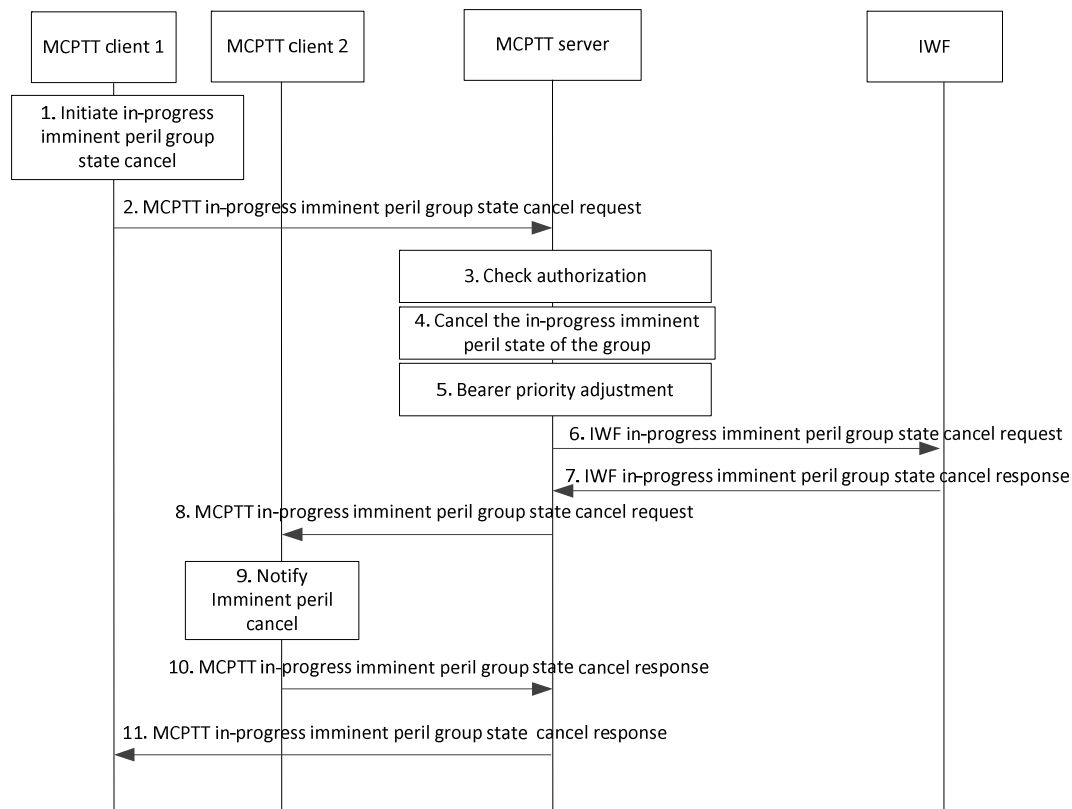 MCPTT client 1
MCPTT client 2
MCPTT server
IWF
1. Initiate in-progress
imminent peril group
state cancel
2. MCPTT in-progress imminent peril group state cancel request
3. Check authorization
4. Cancel the in-progress imminent
peril state of the group
5. Bearer priority adjustment
6. IWF in-progress imminent peril group state cancel request
7. IWF in-progress imminent peril group state cancel response
8. MCPTT in-progress imminent peril group state cancel request
9. Notify
Imminent peril
cancel
10. MCPTT in-progress imminent peril group state cancel response
11. MCPTT in-progress imminent peril group state cancel response